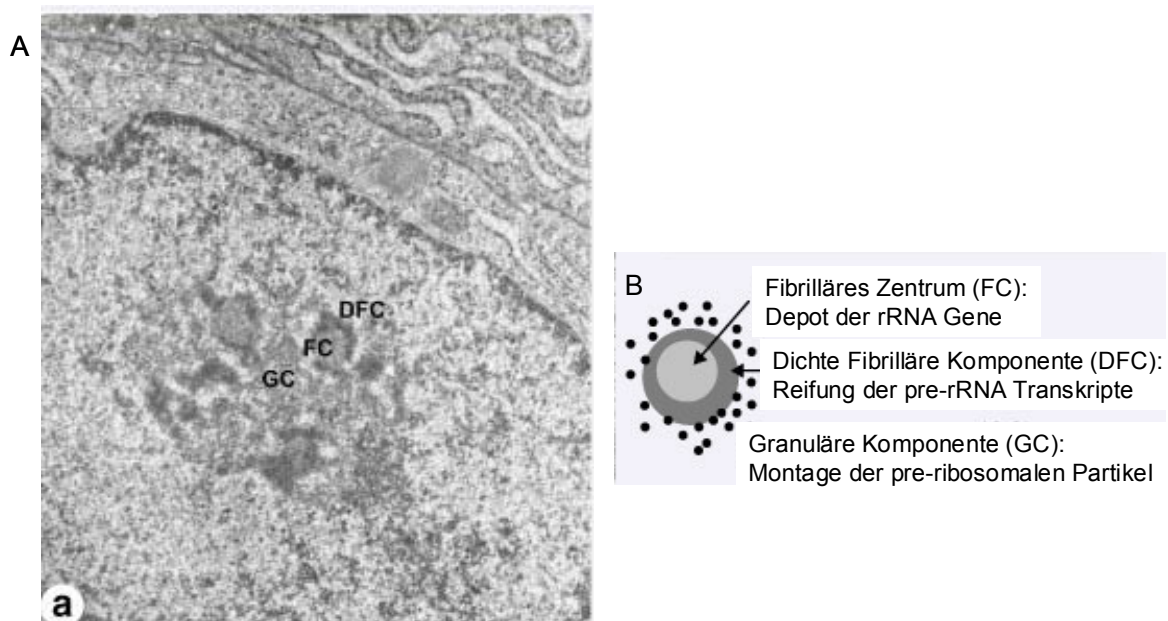 A
DFC
FC
GC
a
B
Fibrilläres Zentrum (FC):
Depot der rRNA Gene
Dichte Fibrilläre Komponente (DFC):
Reifung der pre-rRNA Transkripte
Granuläre Komponente (GC):
Montage der pre-ribosomalen Partikel